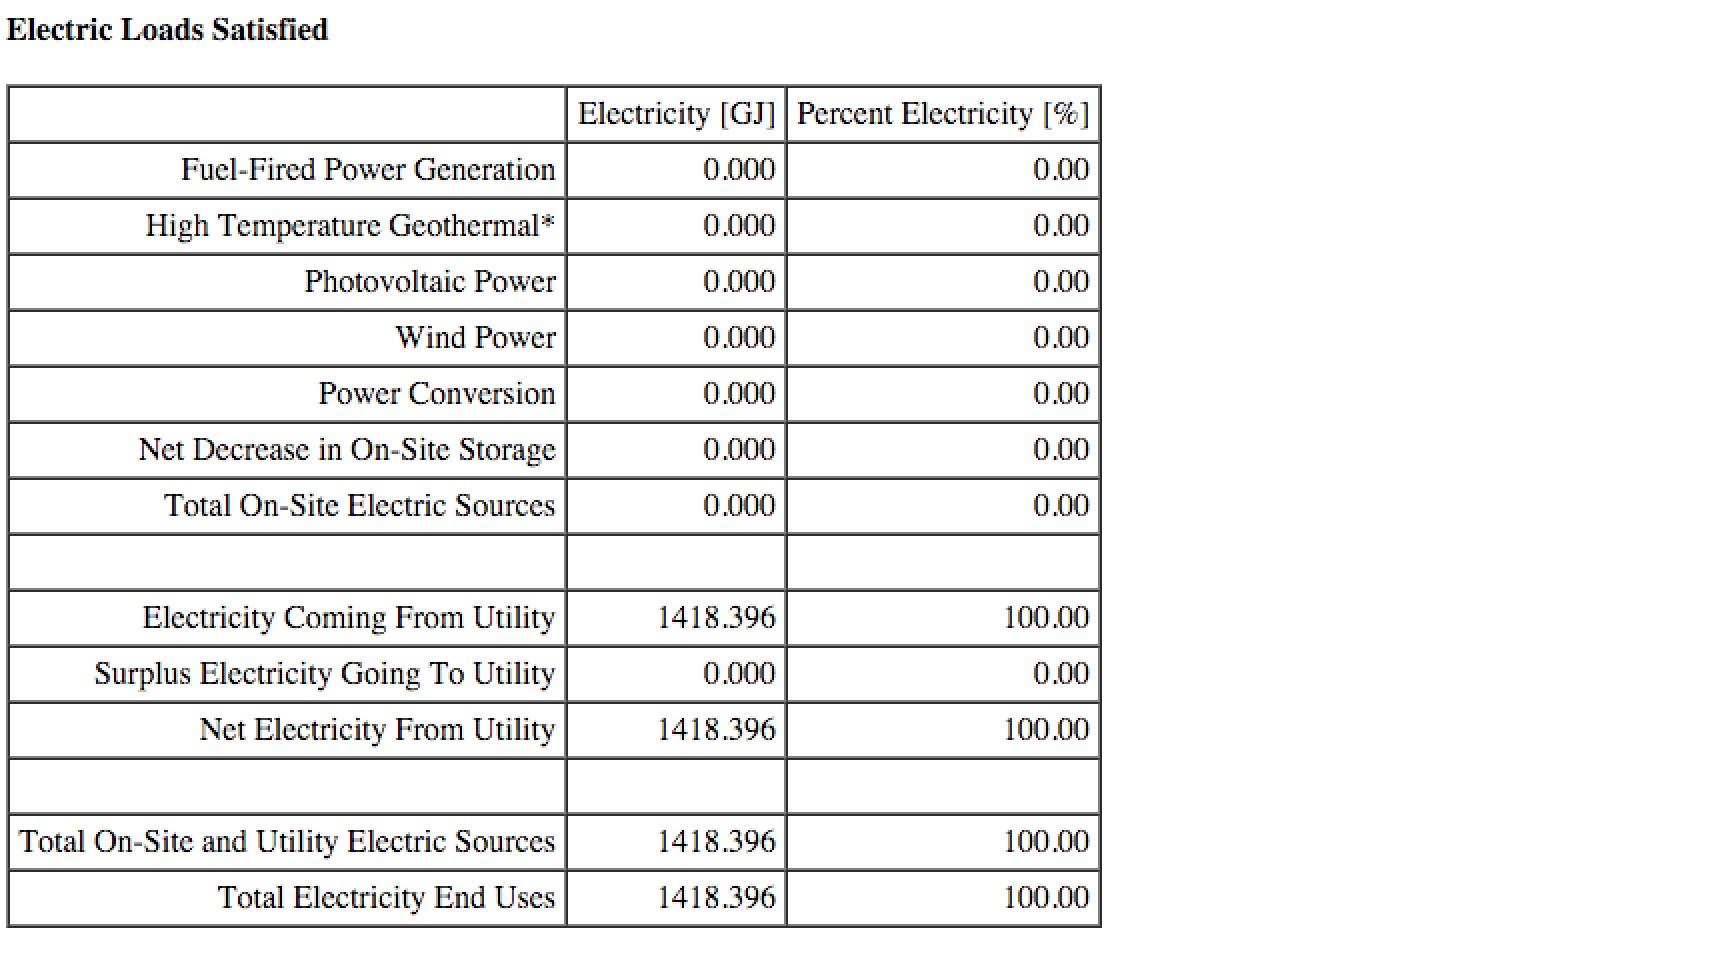 Electric Loads Satisfied
Electricity [GJ] Percent Electricity [%]
Fuel-Fired Power Generation 0.000 0.00
High Temperature Geothermal* 0.000 0.00
Photovoltaic Power 0.000 0.00
Wind Power 0.000 0.00
Power Conversion 0.000 0.00
Net Decrease in On-Site Storage 0.000 0.00
Total On-Site Electric Sources 0.000 0.00
Electricity Coming From Utility 1418.396 100.00
Surplus Electricity Going To Utility 0.000 0.00
Net Electricity From Utility 1418.396 100.00
Total On-Site and Utility Electric Sources 1418.396 100.00
Total Electricity End Uses 1418.396 100.00